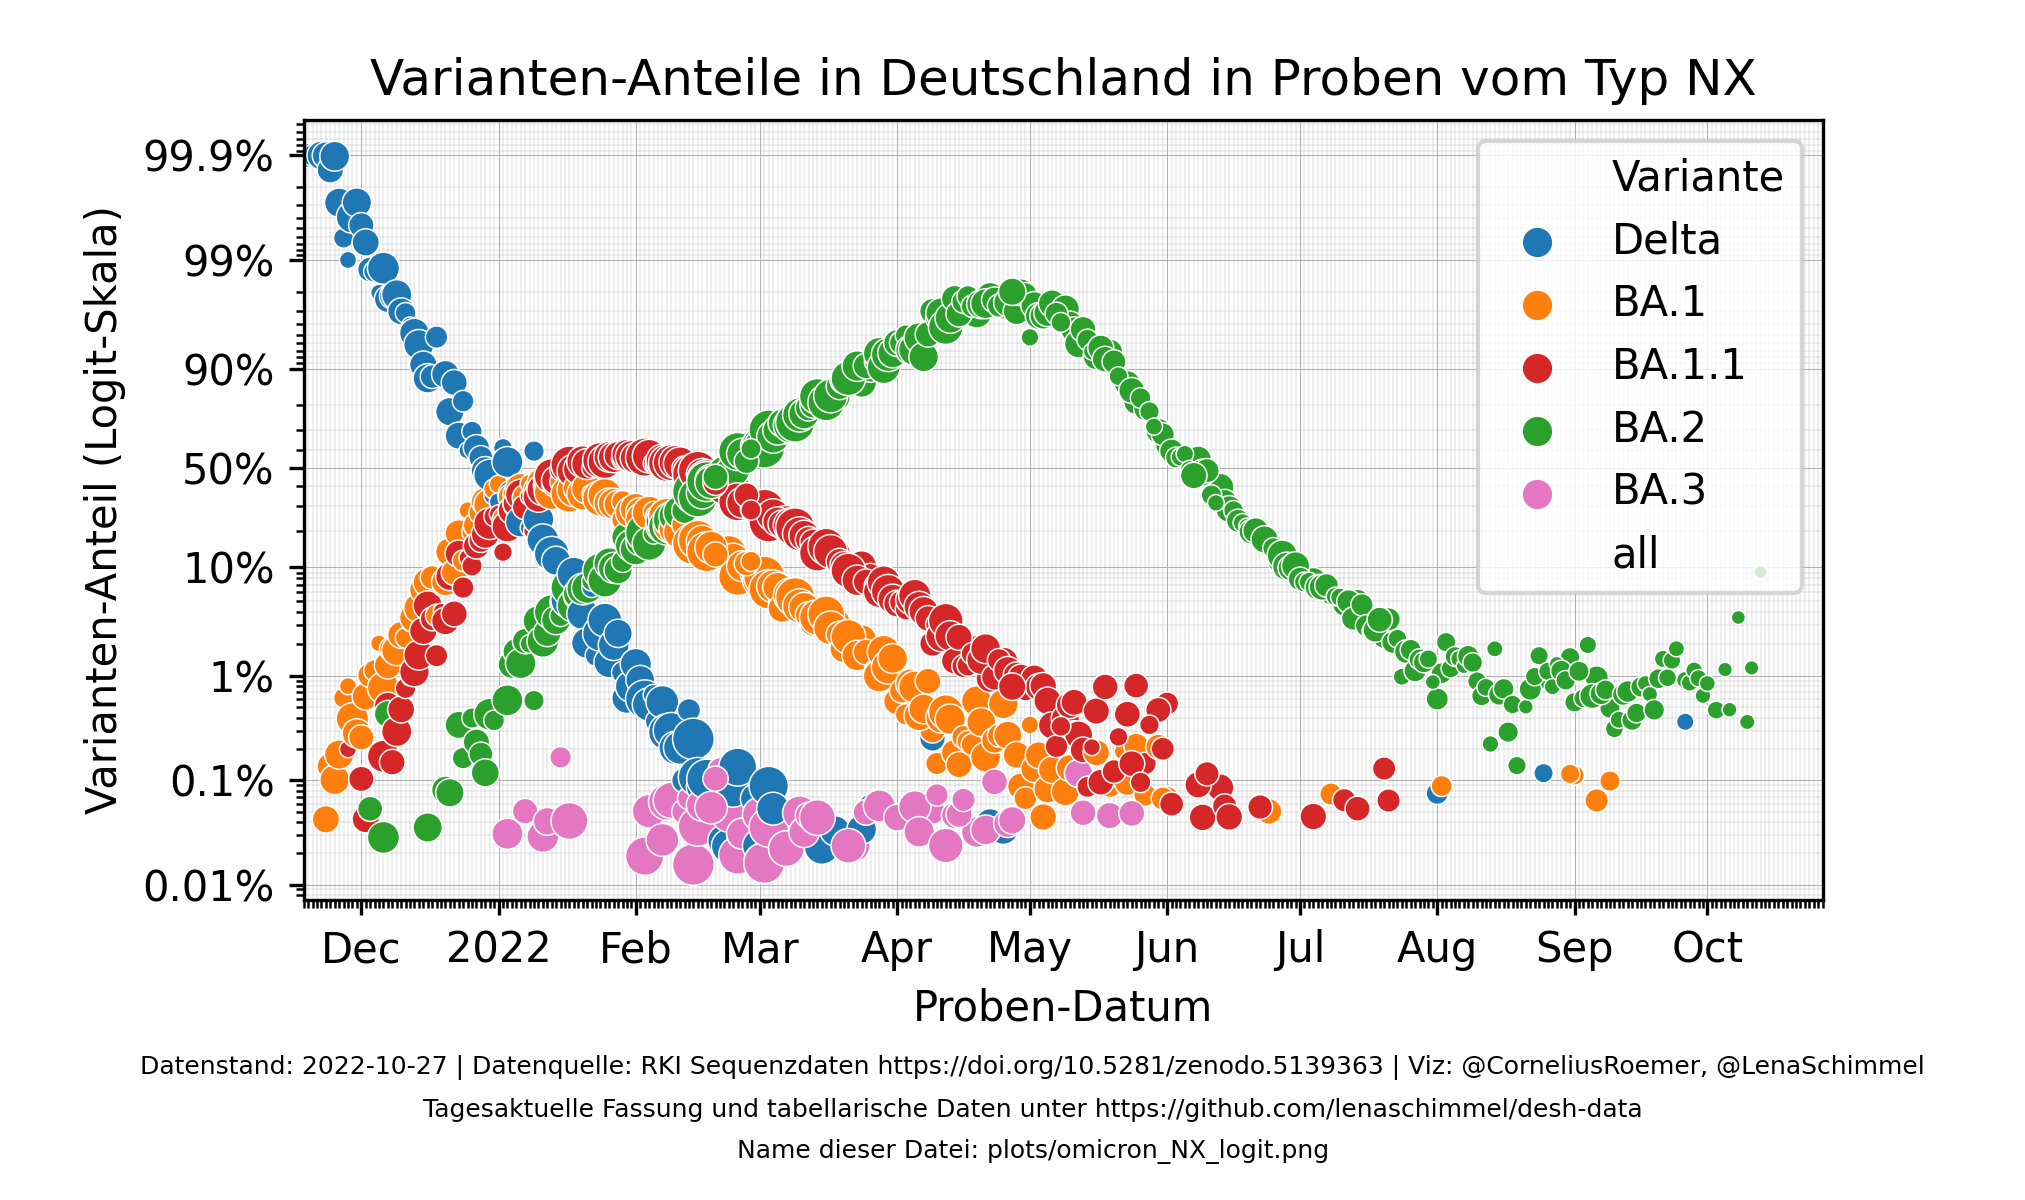 Varianten-Anteile in Deutschland in Proben vom Typ NX
Varianten-Anteil (Logit-Skala)
99.9%
99%
90%
50%
10%
1%
0.1%
0.01%
Variante
Delta
BA.1
BA.1.1
BA.2
BA.3
all
Dec 2022 Feb Mar Apr May Jun Jul Aug Sep Oct
Proben-Datum
Datenstand: 2022-10-27 | Datenquelle: RKI Sequenzdaten https://doi.org/10.5281/zenodo.5139363 | Viz: @CorneliusRoemer, @LenaSchimmel
Tagesaktuelle Fassung und tabellarische Daten unter https://github.com/lenaschimmel/desh-data
Name dieser Datei: plots/omicron_NX_logit.png